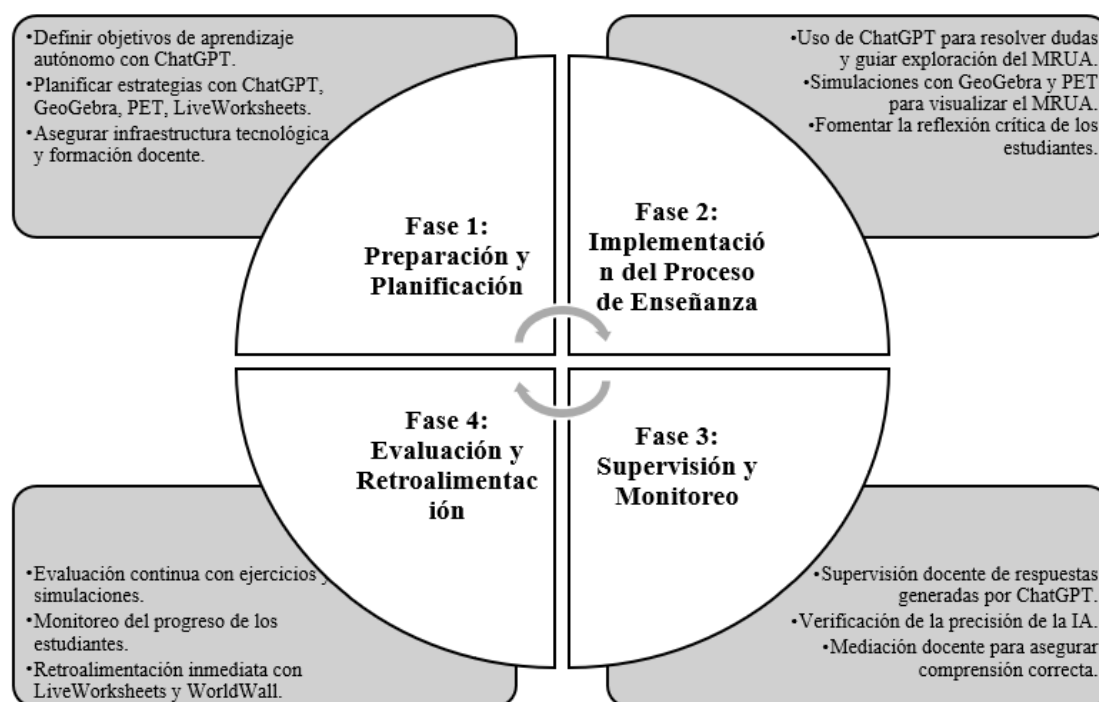 •Definir objetivos de aprendizaje
autónomo con ChatGPT.
•Planificar estrategias con ChatGPT,
GeoGebra, PET, LiveWorksheets.
•Asegurar infraestructura tecnológica
y formación docente.
•Uso de ChatGPT para resolver dudas
y guiar exploración del MRUA.
•Simulaciones con GeoGebra y PET
para visualizar el MRUA.
•Fomentar la reflexión crítica de los
estudiantes.
Fase 1:
Preparación y
Planificación
Fase 2:
Implementació
n del Proceso
de Enseñanza
Fase 4:
Evaluación y
Retroalimentac
ión
Fase 3:
Supervisión y
Monitoreo
•Evaluación continua con ejercicios y
simulaciones.
•Monitoreo del progreso de los
estudiantes.
•Retroalimentación inmediata con
LiveWorksheets y WorldWall.
•Supervisión docente de respuestas
generadas por ChatGPT.
•Verificación de la precisión de la IA.
•Mediación docente para asegurar
comprensión correcta.